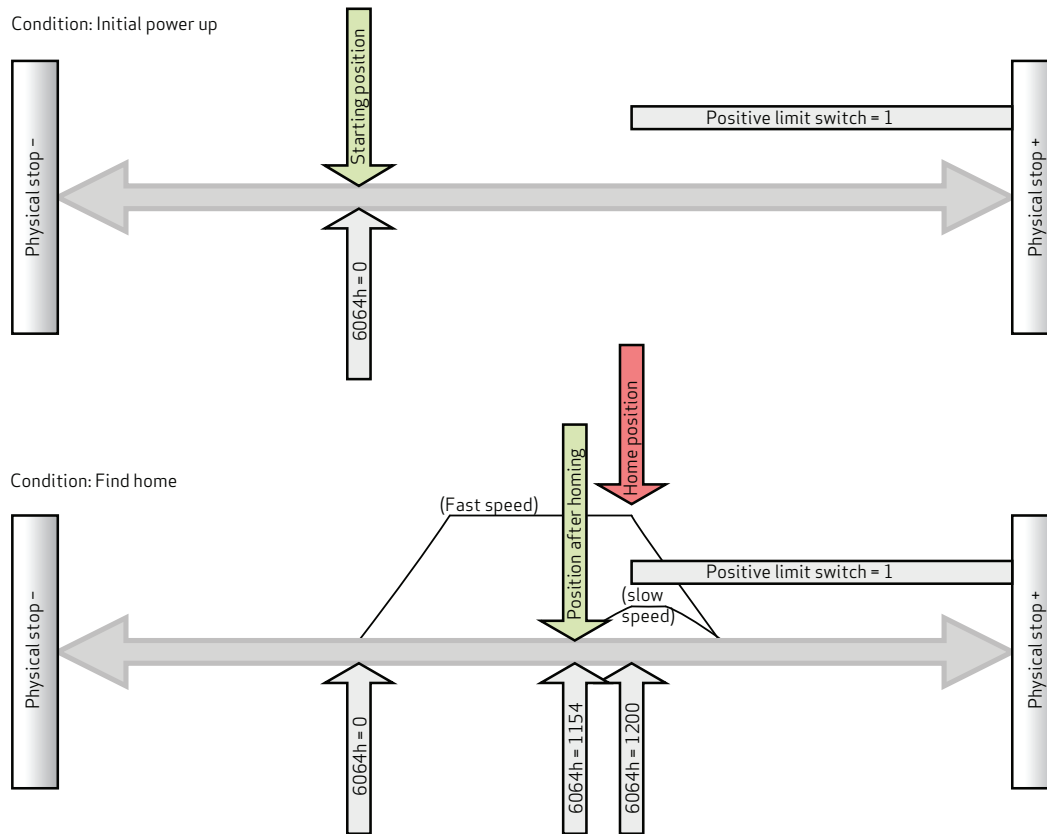 Condition: Initial power up
Physical stop –
Starting position
Positive limit switch = 1
Physical stop +
6064h = 0
Condition: Find home
Physical stop –
(Fast speed)
Position after homing
Home position
Positive limit switch = 1
(slow
speed)
Physical stop +
6064h = 0
6064h = 1154
6064h = 1200